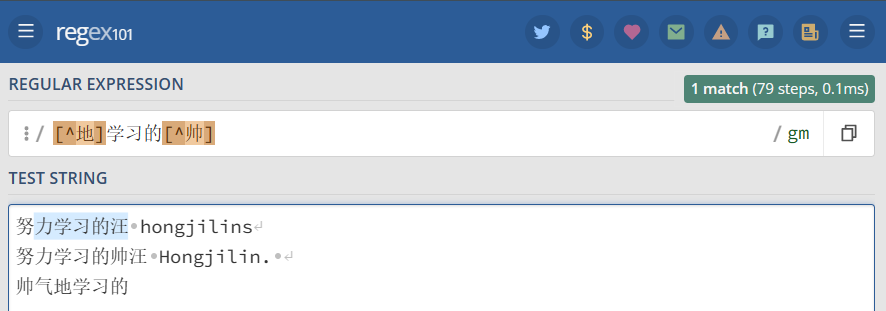 regex101
REGULAR EXPRESSION
1 match (79 steps, 0.1ms)
/ [^地]学习的[^帅] / gm
TEST STRING
努力学习的汪 hongjilins
努力学习的帅汪 Hongjilin.
帅气地学习的